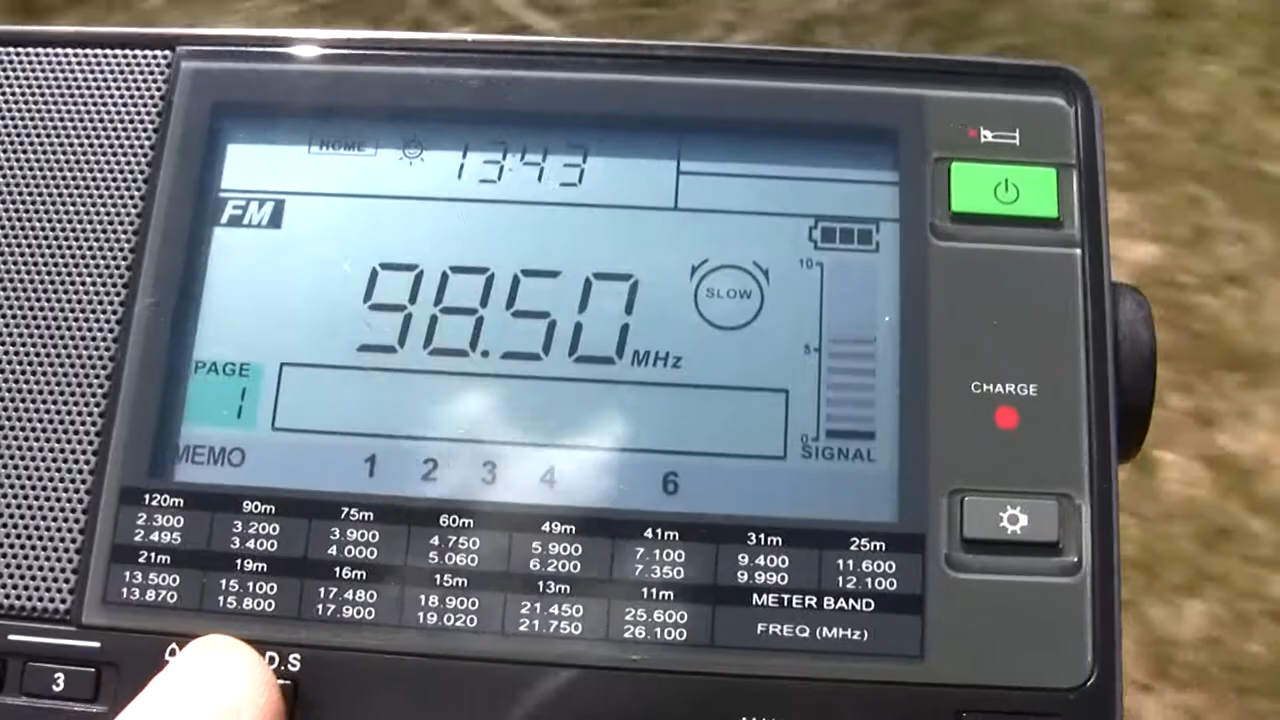 HOME 13:43
FM
98.50 MHz
SLOW
10
5
0
SIGNAL
PAGE
1
MEMO 1 2 3 4 6
CHARGE
120m 90m 75m 60m 49m 41m 31m 25m
2.300 3.200 3.900 4.750 5.900 7.100 9.400 11.600
2.495 3.400 4.000 5.060 6.200 7.350 9.990 12.100
21m 19m 16m 15m 13m 11m METER BAND
13.500 15.100 17.480 18.900 21.450 25.600 FREQ (MHz)
13.870 15.800 17.900 19.020 21.750 26.100
D.S
3